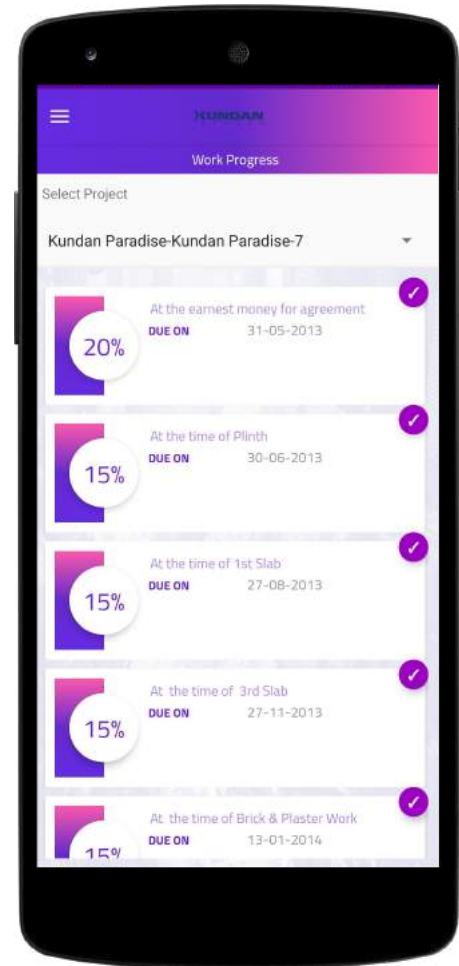 KUNDAN
Work Progress
Select Project
Kundan Paradise-Kundan Paradise-7
At the earnest money for agreement
20%
DUE ON 31-05-2013
At the time of Plinth
15%
DUE ON 30-06-2013
At the time of 1st Slab
15%
DUE ON 27-08-2013
At the time of 3rd Slab
15%
DUE ON 27-11-2013
At the time of Brick & Plaster Work
15%
DUE ON 13-01-2014